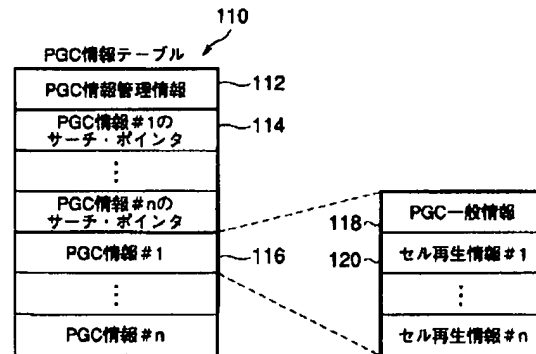 110
PGC情報テーブル
PGC情報管理情報
112
PGC情報#1の
サーチ・ポインタ
114
⋮
PGC情報#nの
サーチ・ポインタ
PGC情報#1
116
⋮
PGC情報#n
PGC一般情報
118
セル再生情報#1
120
⋮
セル再生情報#n